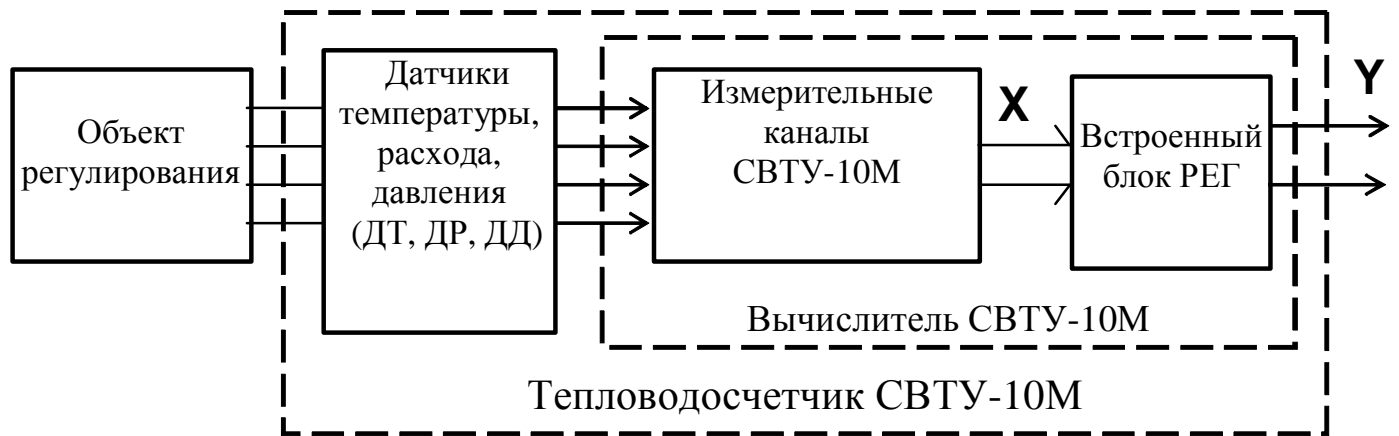 Объект
регулирования
Датчики
температуры,
расхода,
давления
(ДТ, ДР, ДД)
Измерительные
каналы
СВТУ-10М
X
Встроенный
блок РЕГ
Y
Вычислитель СВТУ-10М
Тепловодосчетчик СВТУ-10М